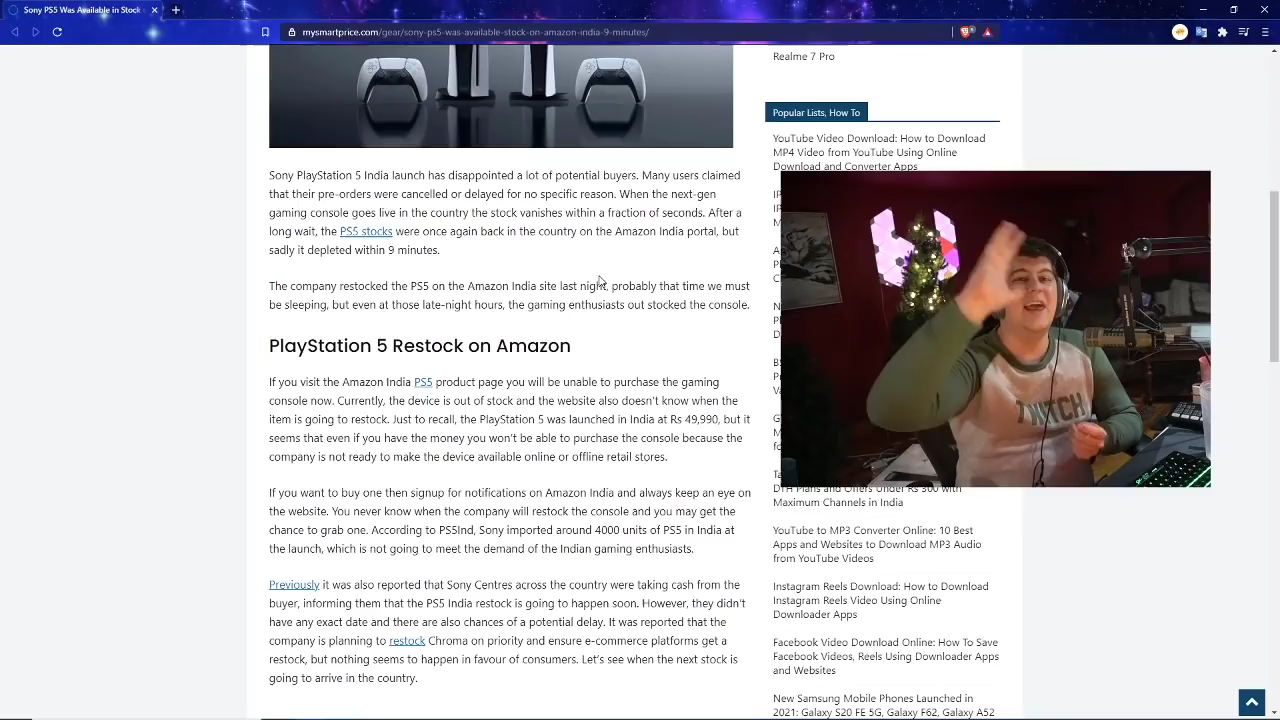 Sony PS5 Was Available in Stock
mysmartprice.com/gear/sony-ps5-was-available-stock-on-amazon-india-9-minutes/
Sony PlayStation 5 India launch has disappointed a lot of potential buyers. Many users claimed
that their pre-orders were cancelled or delayed for no specific reason. When the next-gen
gaming console goes live in the country the stock vanishes within a fraction of seconds. After a
long wait, the PS5 stocks were once again back in the country on the Amazon India portal, but
sadly it depleted within 9 minutes.
The company restocked the PS5 on the Amazon India site last night, probably that time we must
be sleeping, but even at those late-night hours, the gaming enthusiasts out stocked the console.
PlayStation 5 Restock on Amazon
If you visit the Amazon India PS5 product page you will be unable to purchase the gaming
console now. Currently, the device is out of stock and the website also doesn't know when the
item is going to restock. Just to recall, the PlayStation 5 was launched in India at Rs 49,990, but it
seems that even if you have the money you won't be able to purchase the console because the
company is not ready to make the device available online or offline retail stores.
If you want to buy one then signup for notifications on Amazon India and always keep an eye on
the website. You never know when the company will restock the console and you may get the
chance to grab one. According to PS5Ind, Sony imported around 4000 units of PS5 in India at
the launch, which is not going to meet the demand of the Indian gaming enthusiasts.
Previously it was also reported that Sony Centres across the country were taking cash from the
buyer, informing them that the PS5 India restock is going to happen soon. However, they didn't
have any exact date and there are also chances of a potential delay. It was reported that the
company is planning to restock Chroma on priority and ensure e-commerce platforms get a
restock, but nothing seems to happen in favour of consumers. Let's see when the next stock is
going to arrive in the country.
Realme 7 Pro
Popular Lists, How To
YouTube Video Download: How to Download
MP4 Video from YouTube Using Online
Download and Converter Apps
TWITCH
DTH Plans and Offers Under Rs 300 with
Maximum Channels in India
YouTube to MP3 Converter Online: 10 Best
Apps and Websites to Download MP3 Audio
from YouTube Videos
Instagram Reels Download: How to Download
Instagram Reels Video Using Online
Downloader Apps
Facebook Video Download Online: How To Save
Facebook Videos, Reels Using Downloader Apps
and Websites
New Samsung Mobile Phones Launched in
2021: Galaxy S20 FE 5G, Galaxy F62, Galaxy A52